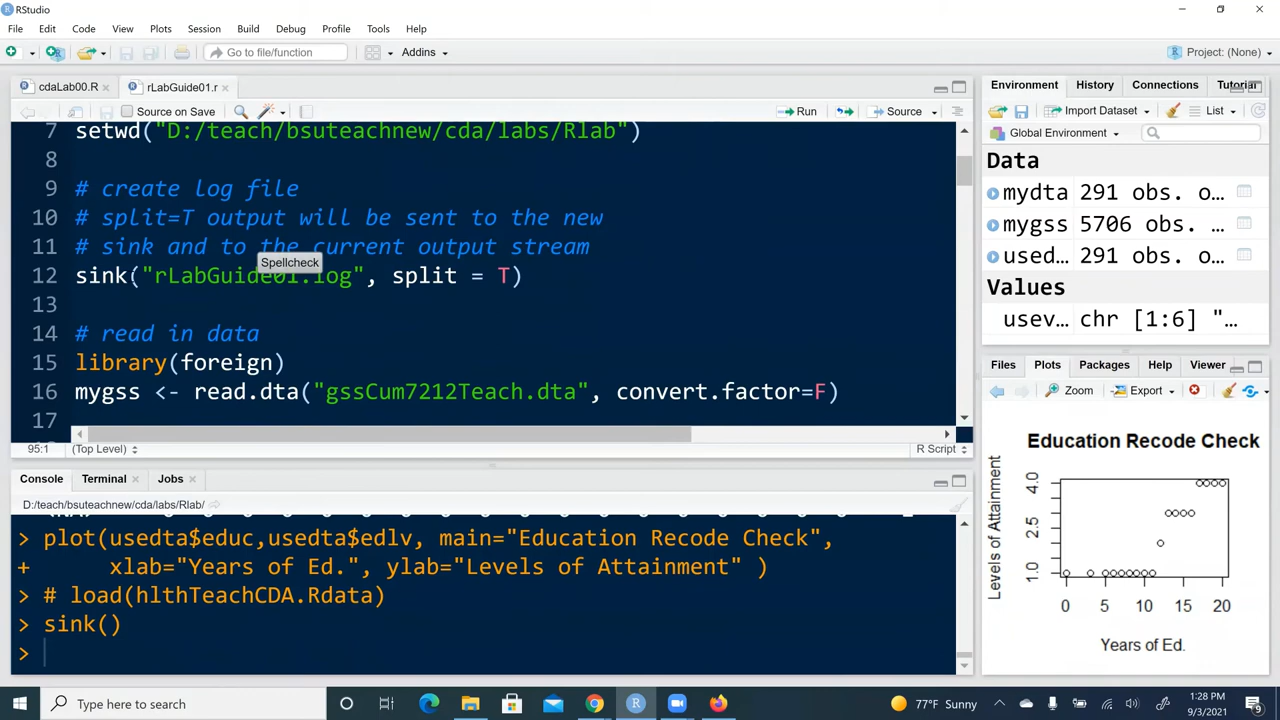 RStudio
File Edit Code View Plots Session Build Debug Profile Tools Help
Go to file/function Addins Project: (None)
cdaLab00.R rLabGuide01.r
Source on Save Run Source
7 setwd("D:/teach/bsuteachnew/cda/labs/Rlab")
8
9 # create log file
10 # split=T output will be sent to the new
11 # sink and to the current output stream
Spellcheck
12 sink("rLabGuide01.log", split = T)
13
14 # read in data
15 library(foreign)
16 mygss <- read.dta("gssCum7212Teach.dta", convert.factor=F)
17
95:1 (Top Level) R Script
Console Terminal Jobs
D:/teach/bsuteachnew/cda/labs/Rlab/
> plot(usedta$educ,usedta$edlv, main="Education Recode Check",
+ xlab="Years of Ed.", ylab="Levels of Attainment" )
> # load(hlthTeachCDA.Rdata)
> sink()
>
Environment History Connections Tutorial
Import Dataset List
Global Environment
Data
mydta 291 obs. o...
mygss 5706 obs. ...
used... 291 obs. o...
Values
usev... chr [1:6] "...
Files Plots Packages Help Viewer
Zoom Export
Education Recode Check
Levels of Attainment
4.0
2.5
1.0
0 5 10 15 20
Years of Ed.
Type here to search
77°F Sunny
1:28 PM
9/3/2021